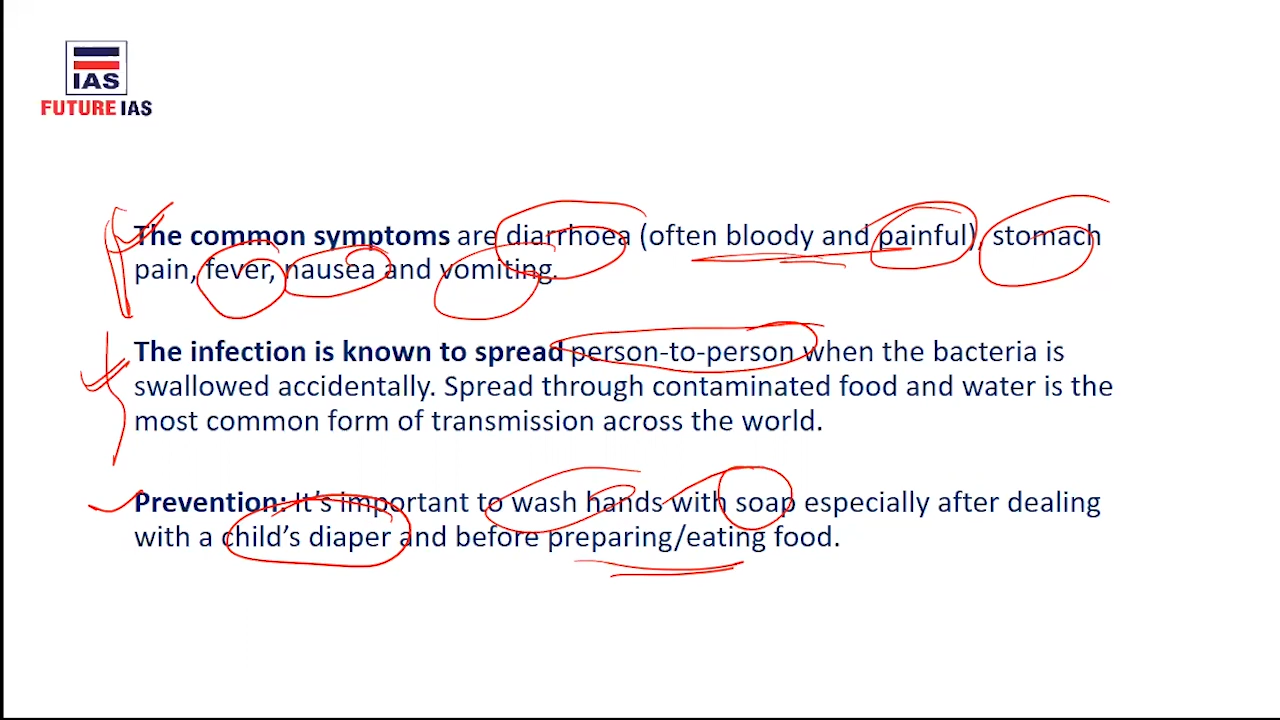 IAS
FUTURE IAS
The common symptoms are diarrhoea (often bloody and painful), stomach
pain, fever, nausea and vomiting.
The infection is known to spread person-to-person when the bacteria is
swallowed accidentally. Spread through contaminated food and water is the
most common form of transmission across the world.
Prevention: It's important to wash hands with soap especially after dealing
with a child's diaper and before preparing/eating food.